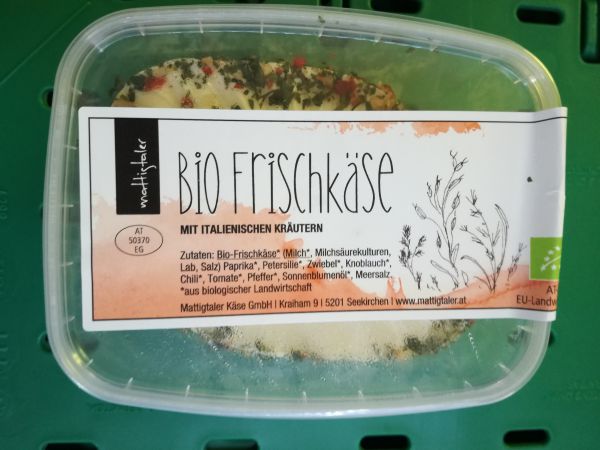 mattigtaler
BIO FRISCHKÄSE
MIT ITALIENISCHEN KRÄUTERN
AT
50370
EG
Zutaten: Bio-Frischkäse* (Milch*, Milchsäurekulturen,
Lab, Salz) Paprika*, Petersilie*, Zwiebel*, Knoblauch*,
Chili*, Tomate*, Pfeffer*, Sonnenblumenöl*, Meersalz
*aus biologischer Landwirtschaft
Mattigtaler Käse GmbH | Kraiham 9 | 5201 Seekirchen | www.mattigtaler.at
AT-
EU-Landw